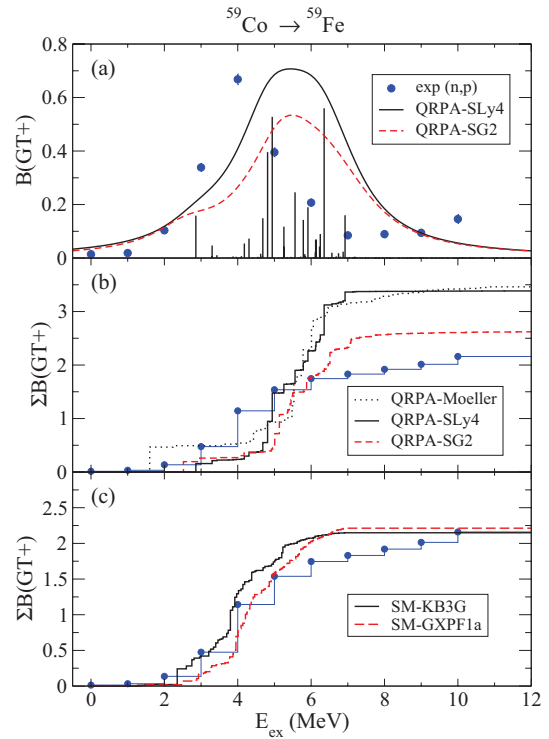 ⁵⁹Co → ⁵⁹Fe
(a)
exp (n,p)
QRPA-SLy4
QRPA-SG2
B(GT+)
0.8
0.6
0.4
0.2
0
(b)
QRPA-Moeller
QRPA-SLy4
QRPA-SG2
ΣB(GT+)
3
2
1
0
(c)
SM-KB3G
SM-GXPF1a
ΣB(GT+)
2.5
2
1.5
1
0.5
0
0 2 4 6 8 10 12
E_ex (MeV)